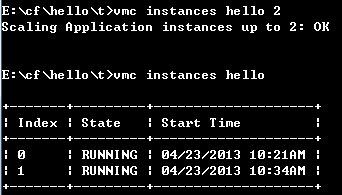 E:\cf\hello\t>vmc instances hello 2
Scaling Application instances up to 2: OK
E:\cf\hello\t>vmc instances hello
+-------+---------+--------------------+
| Index | State   | Start Time         |
+-------+---------+--------------------+
| 0     | RUNNING | 04/23/2013 10:21AM |
| 1     | RUNNING | 04/23/2013 10:34AM |
+-------+---------+--------------------+